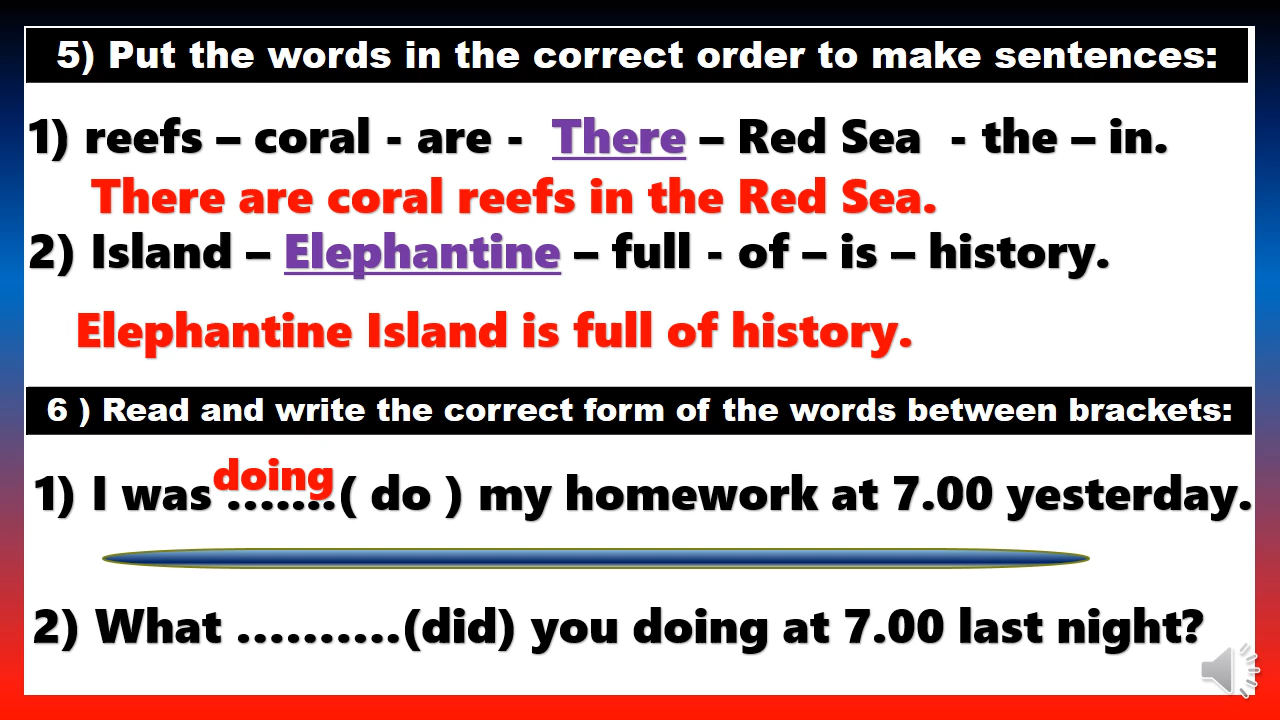 5) Put the words in the correct order to make sentences:
1) reefs – coral - are - There – Red Sea - the – in.
There are coral reefs in the Red Sea.
2) Island – Elephantine – full - of – is – history.
Elephantine Island is full of history.
6 ) Read and write the correct form of the words between brackets:
doing
1) I was .......( do ) my homework at 7.00 yesterday.
2) What ..........(did) you doing at 7.00 last night?